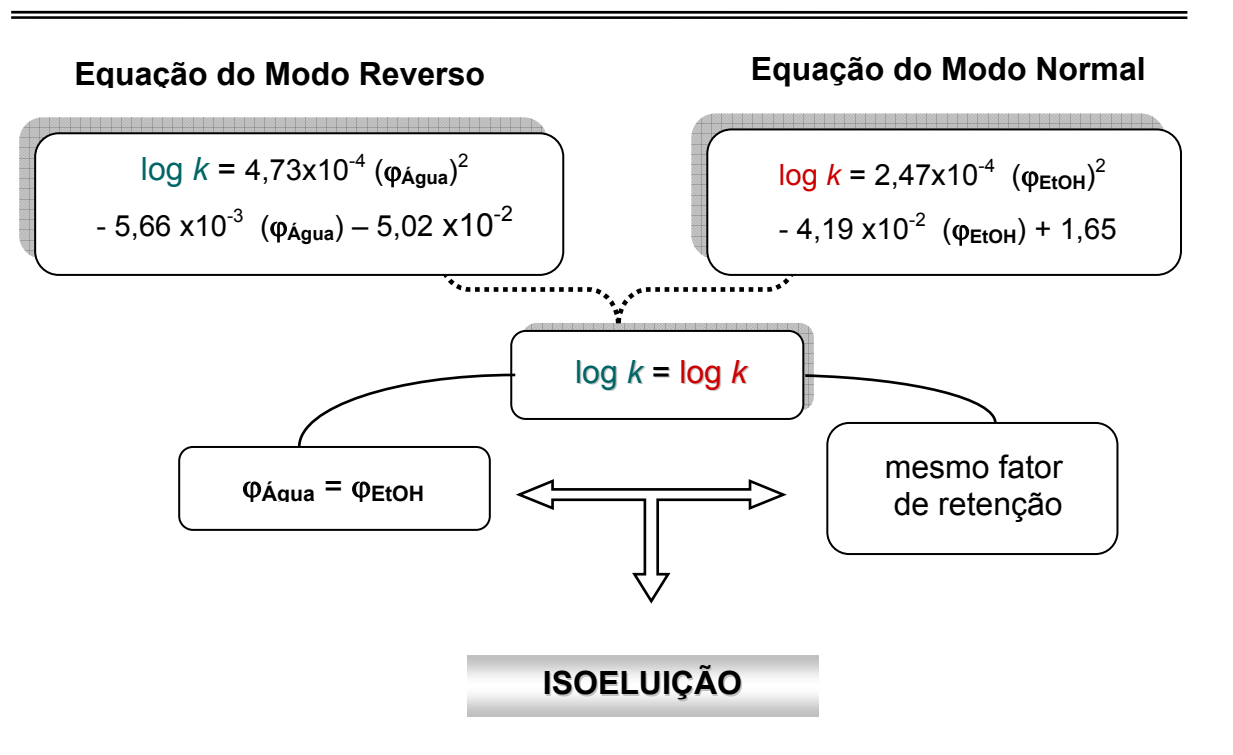 Equação do Modo Reverso
Equação do Modo Normal
log k = 4,73x10⁻⁴ (φÁgua)²
- 5,66 x10⁻³ (φÁgua) – 5,02 x10⁻²
log k = 2,47x10⁻⁴ (φEtOH)²
- 4,19 x10⁻² (φEtOH) + 1,65
log k = log k
φÁgua = φEtOH
mesmo fator
de retenção
ISOELUIÇÃO